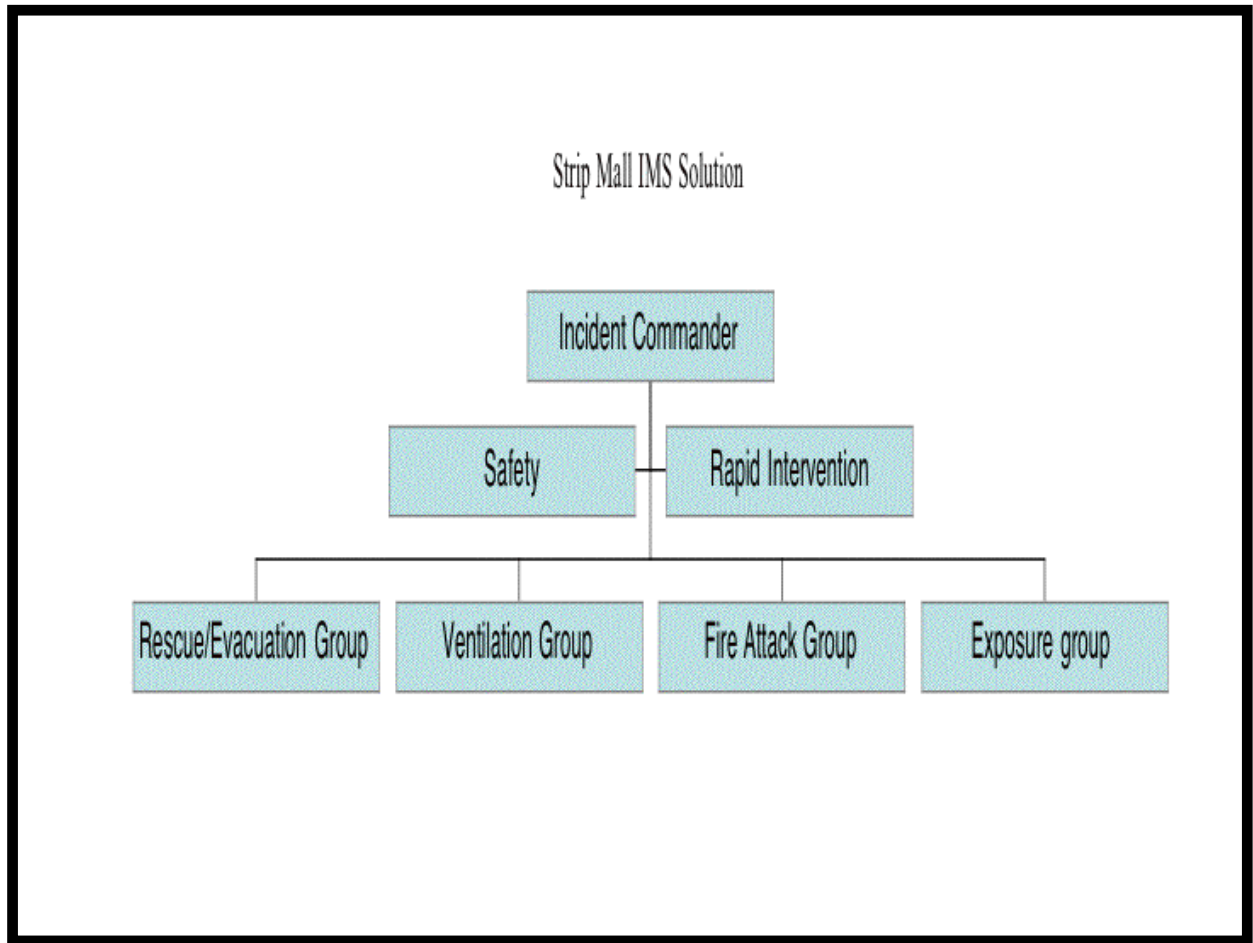 Strip Mall IMS Solution
Incident Commander
Safety
Rapid Intervention
Rescue/Evacuation Group
Ventilation Group
Fire Attack Group
Exposure group